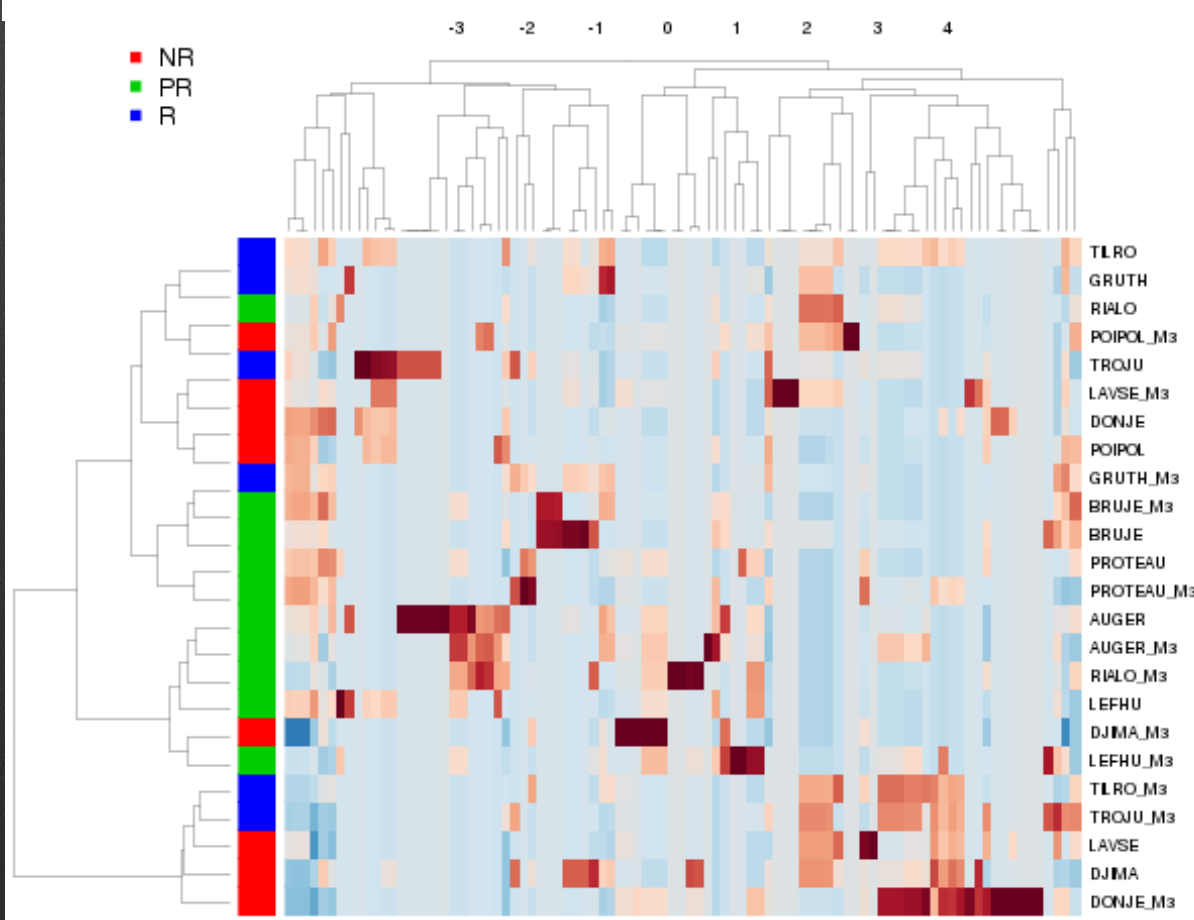 -3 -2 -1 0 1 2 3 4
NR
PR
R
TILRO
GRUTH
RIALO
POIPOL_M3
TROJU
LAVSE_M3
DONJE
POIPOL
GRUTH_M3
BRUJE_M3
BRUJE
PROTEAU
PROTEAU_M3
AUGER
AUGER_M3
RIALO_M3
LEFHU
DJIMA_M3
LEFHU_M3
TILRO_M3
TROJU_M3
LAVSE
DJIMA
DONJE_M3